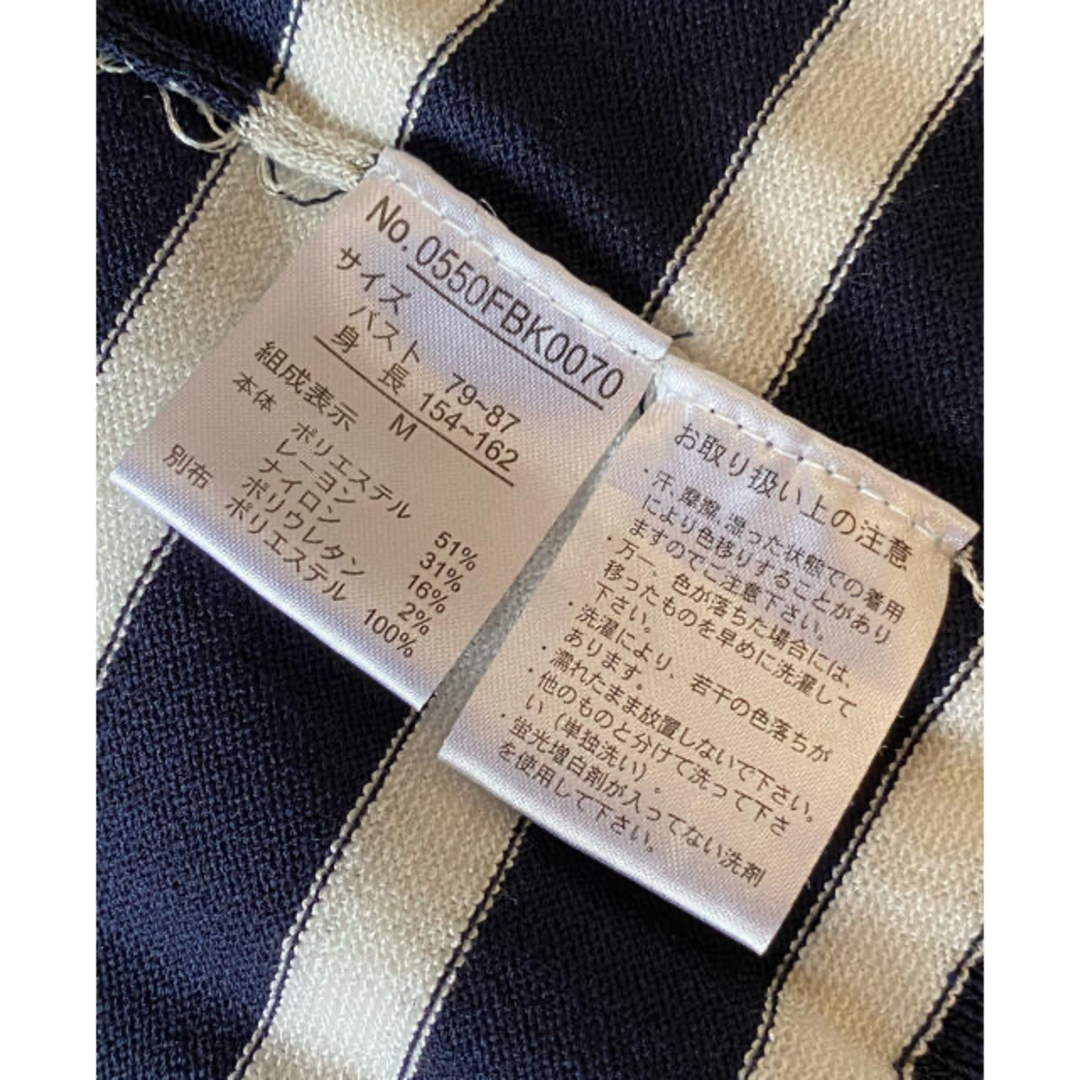 No. 0550FBK0070
サイズ
バスト 79~87
身長 154~162
M
組成表示
本体 ポリエステル 51%
レーヨン 31%
ナイロン 16%
ポリウレタン 2%
別布 ポリエステル 100%
お取り扱い上の注意
・汗、摩擦、湿った状態での着用
により色移りすることがあり
ますのでご注意下さい。
・万一、色が落ちた場合には、
移ったものを早めに洗濯して
下さい。
・洗濯により、若干の色落ちが
あります。
・濡れたまま放置しないで下さい。
・他のものと分けて洗って下さ
い（単独洗い）。
・蛍光増白剤が入ってない洗剤
を使用して下さい。